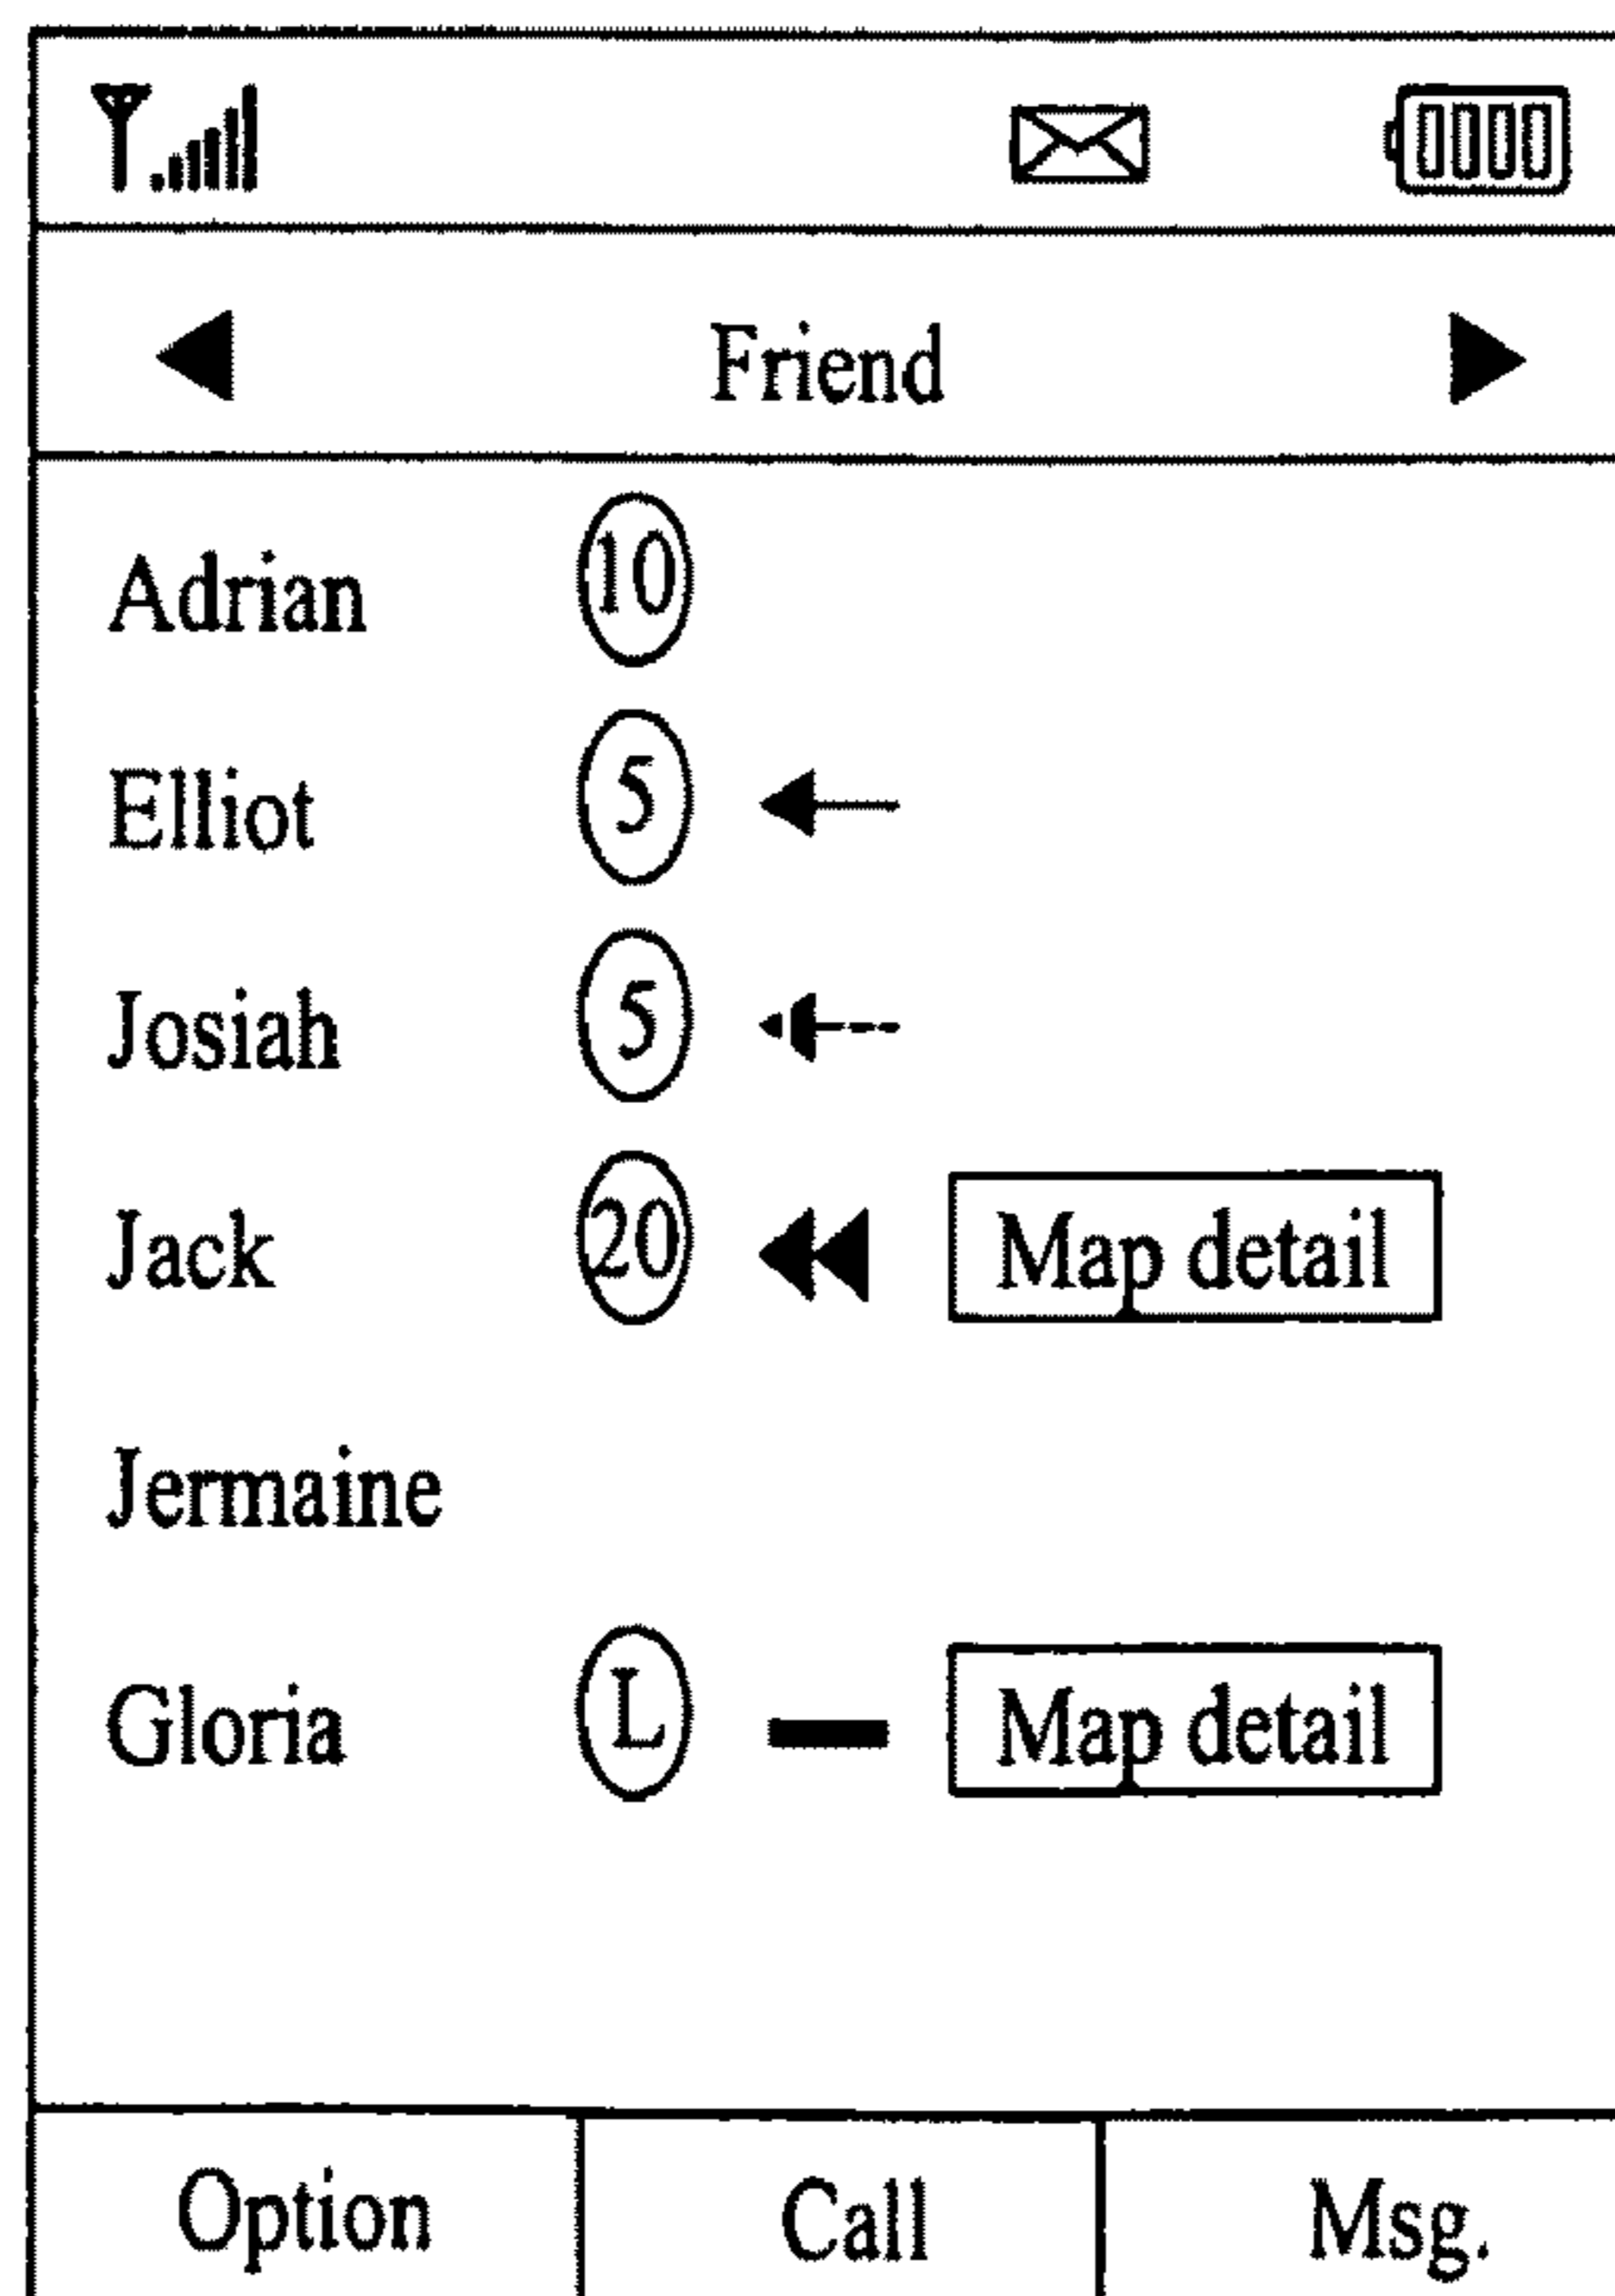 Friend
Adrian 10
Elliot 5
Josiah 5
Jack 20 Map detail
Jermaine
Gloria L Map detail
Option Call Msg.